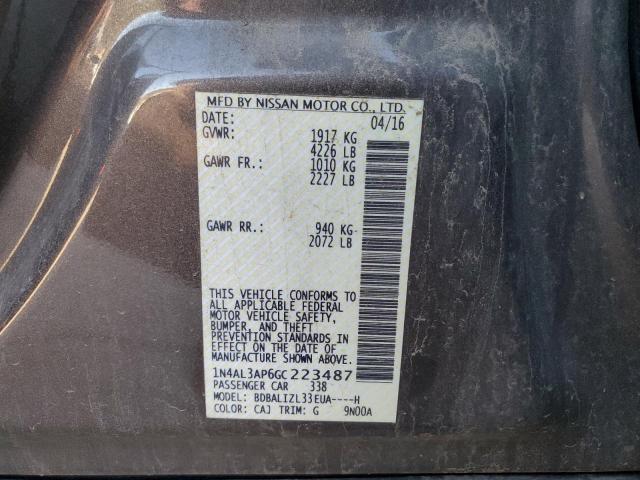 MFD BY NISSAN MOTOR CO., LTD.
DATE: 04/16
GVWR: 1917 KG
4226 LB
GAWR FR.: 1010 KG
2227 LB
GAWR RR.: 940 KG
2072 LB
THIS VEHICLE CONFORMS TO
ALL APPLICABLE FEDERAL
MOTOR VEHICLE SAFETY,
BUMPER, AND THEFT
PREVENTION STANDARDS IN
EFFECT ON THE DATE OF
MANUFACTURE SHOWN ABOVE.
1N4AL3AP6GC223487
PASSENGER CAR 338
MODEL: BDBALIZL33EUA----H
COLOR: CAJ TRIM: G 9N00A